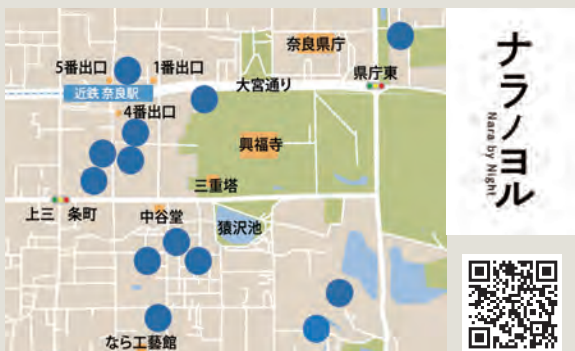 奈良県庁
5番出口
1番出口
近鉄 奈良駅
大宮通り
県庁東
4番出口
興福寺
三重塔
上三条町
中谷堂
猿沢池
なら工藝館
ナラノヨル
Nara by Night